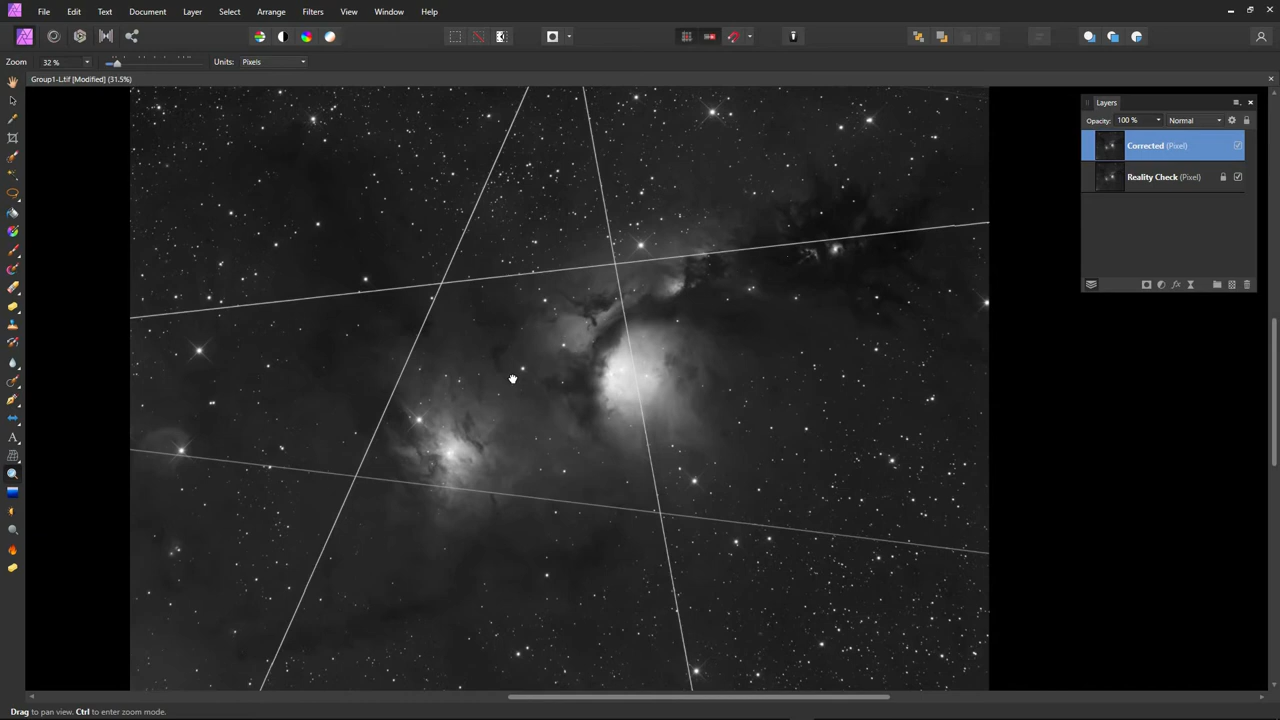 File Edit Text Document Layer Select Arrange Filters View Window Help
Zoom 32 % Units: Pixels
Group1-L.tif [Modified] (31.5%)
Layers
Opacity: 100 % Normal
Corrected (Pixel)
Reality Check (Pixel)
Drag to pan view. Ctrl to enter zoom mode.